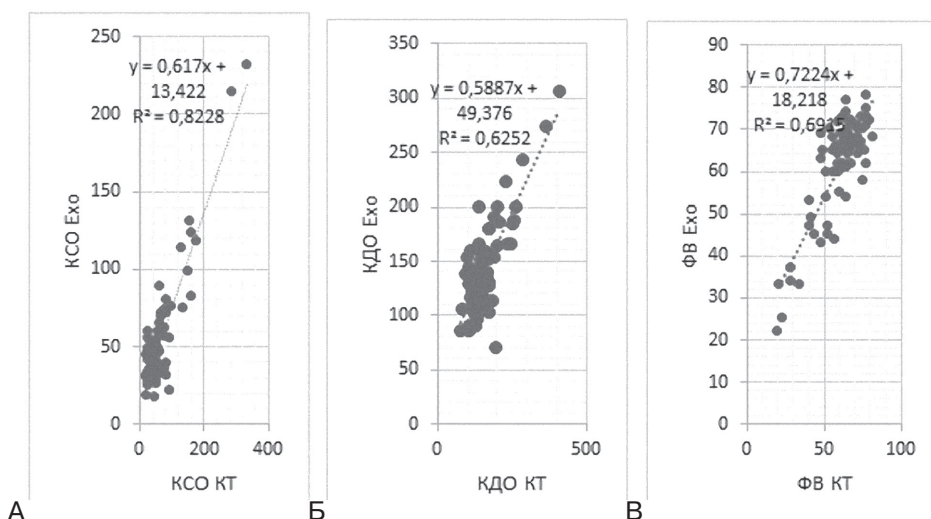 250
200
150
100
50
0
0 200 400
КСО Ехо
КСО КТ
y = 0,617x +
13,422
R² = 0,8228
А
350
300
250
200
150
100
50
0
0 500
КДО Ехо
КДО КТ
y = 0,5887x +
49,376
R² = 0,6252
Б
90
80
70
60
50
40
30
20
10
0
0 50 100
ФВ Ехо
ФВ КТ
y = 0,7224x +
18,218
R² = 0,6915
В